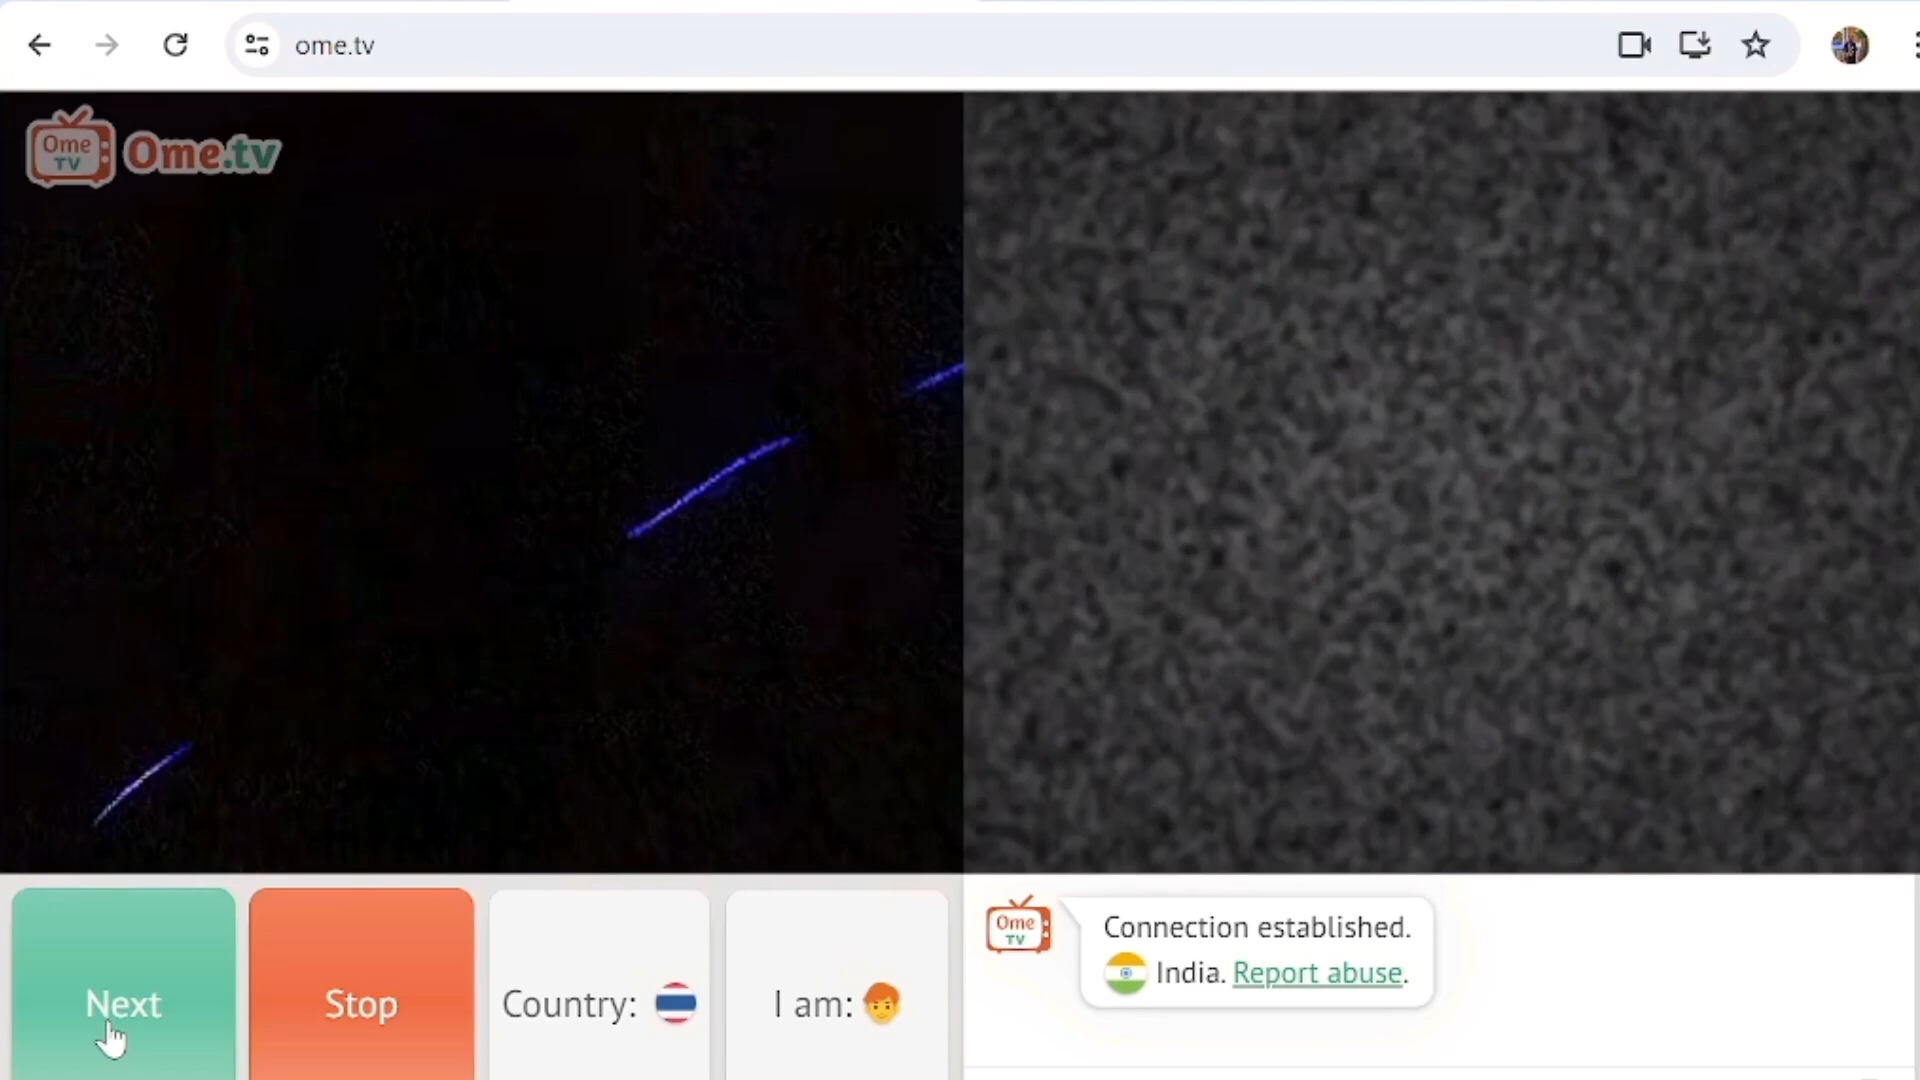 ome.tv
Ome TV Ome.tv
Next
Stop
Country:
I am:
Ome TV
Connection established.
India. Report abuse.